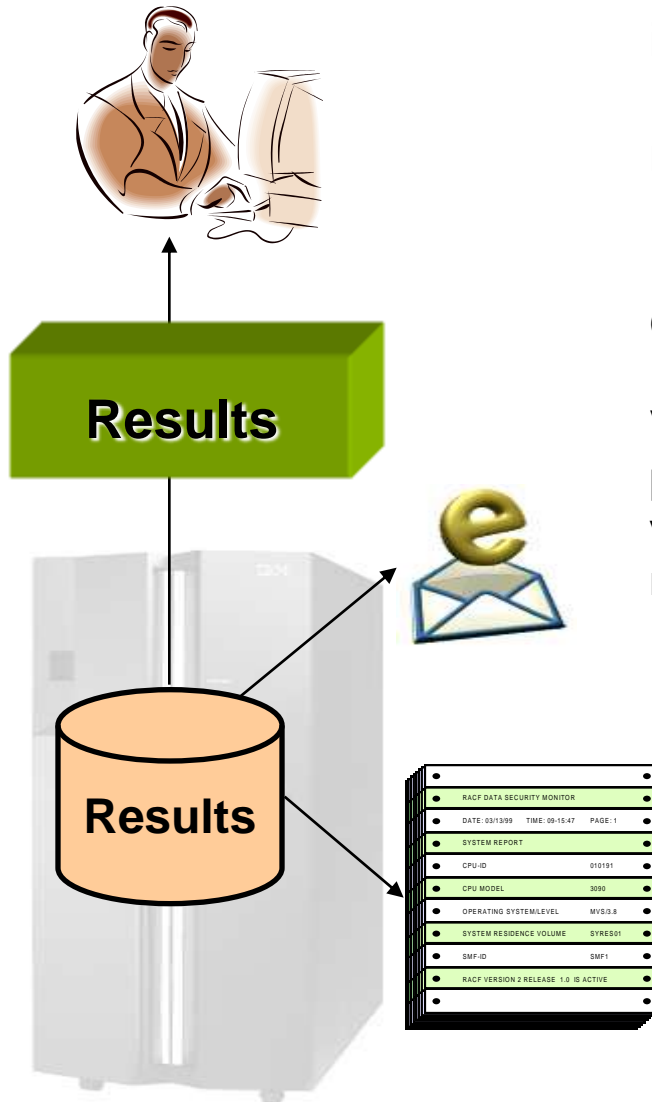 Results
Results
RACF DATA SECURITY MONITOR
DATE: 03/13/99 TIME: 09-15:47 PAGE: 1
SYSTEM REPORT
CPU-ID 010191
CPU MODEL 3090
OPERATING SYSTEM/LEVEL MVS/3.8
SYSTEM RESIDENCE VOLUME SYRES01
SMF-ID SMF1
RACF VERSION 2 RELEASE 1.0 IS ACTIVE